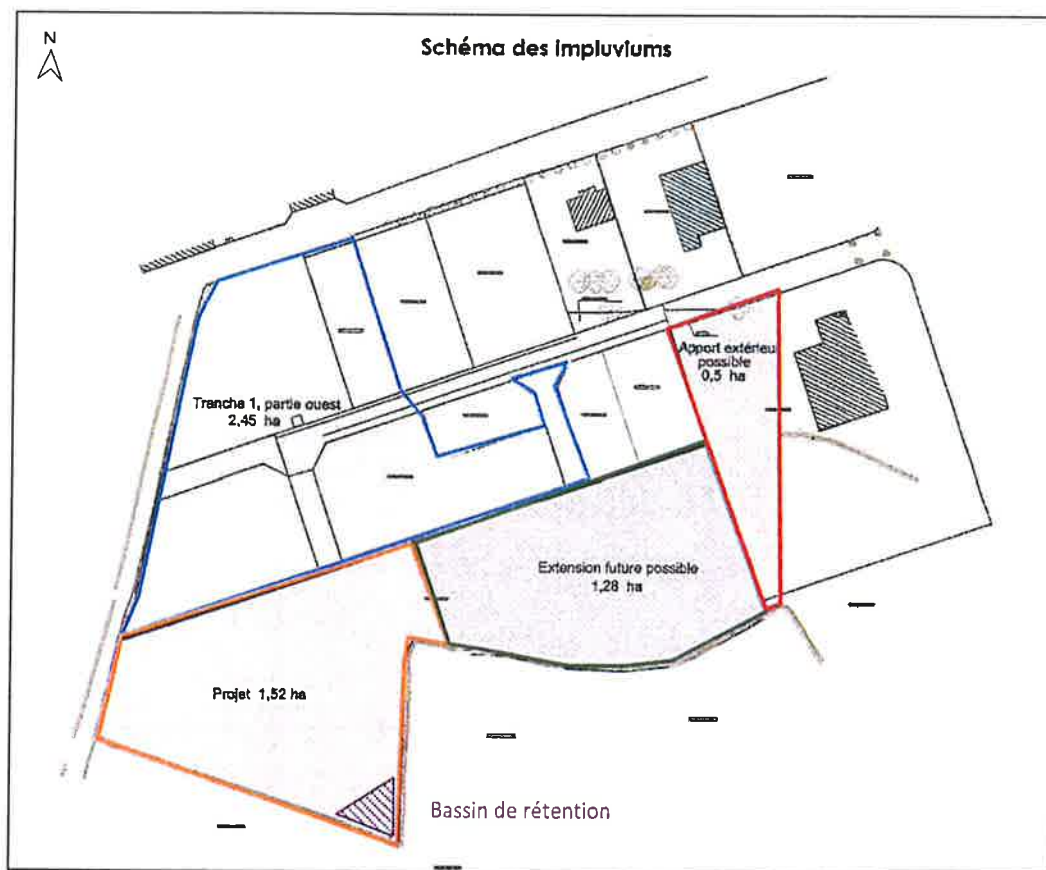 N
Schéma des impluviums
Apport extérieur
possible
0,5 ha
Tranche 1, partie ouest
2,45 ha
Extension future possible
1,28 ha
Projet 1,52 ha
Bassin de rétention